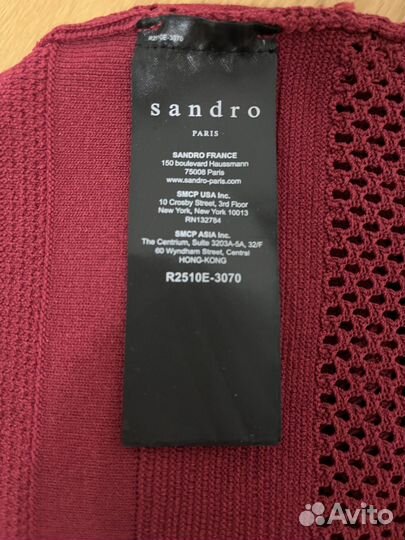 R2510E-3070
sandro
PARIS
SANDRO FRANCE
150 boulevard Haussmann
75008 Paris
www.sandro-paris.com
SMCP USA Inc.
10 Crosby Street, 3rd Floor
New York, New York 10013
RN132784
SMCP ASIA Inc.
The Centrium, Suite 3203A-5A, 32/F
60 Wyndham Street, Central
HONG-KONG
R2510E-3070
Avito